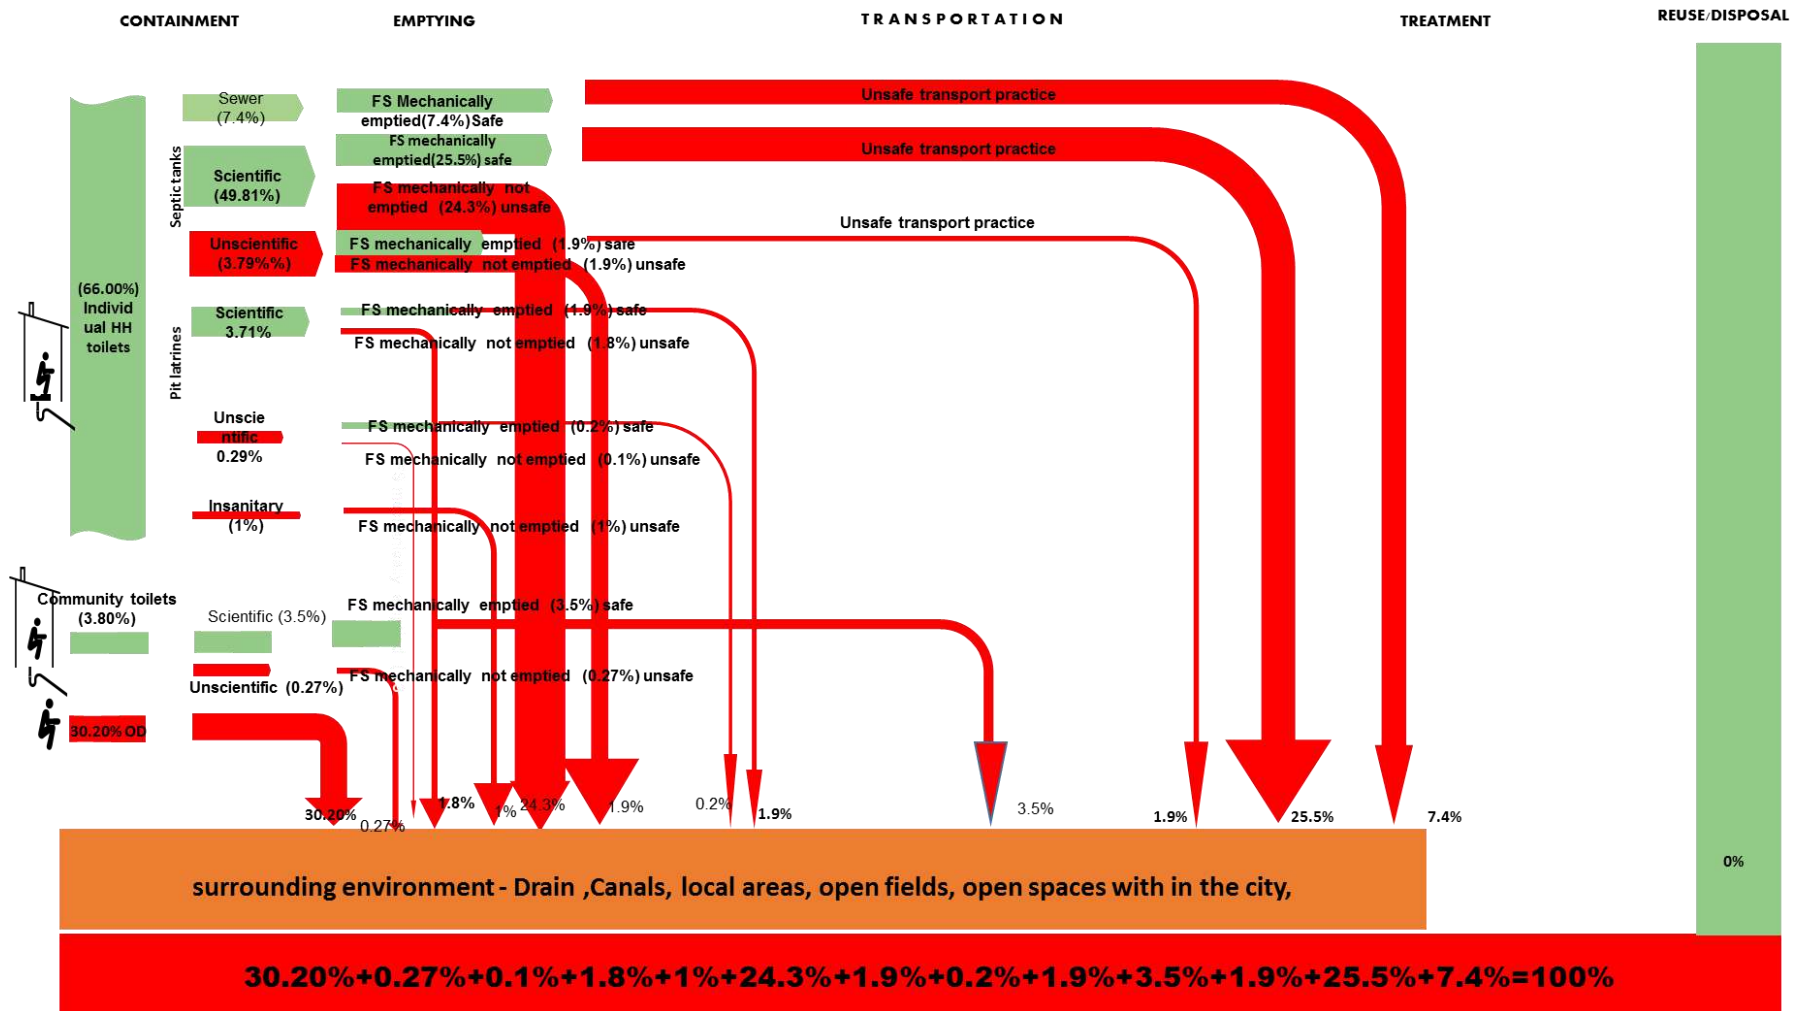 CONTAINMENT
EMPTYING
TRANSPORTATION
TREATMENT
REUSE/DISPOSAL
Sewer
(7.4%)
FS Mechanically
emptied(7.4%)Safe
Unsafe transport practice
Septic tanks
Scientific
(49.81%)
FS mechanically
emptied(25.5%) safe
Unsafe transport practice
FS mechanically not
emptied (24.3%) unsafe
Unscientific
(3.79%%)
FS mechanically emptied (1.9%) safe
FS mechanically not emptied (1.9%) unsafe
Unsafe transport practice
(66.00%)
Individ
ual HH
toilets
Pit latrines
Scientific
3.71%
FS mechanically emptied (1.9%) safe
FS mechanically not emptied (1.8%) unsafe
Unscie
ntific
0.29%
FS mechanically emptied (0.2%) safe
FS mechanically not emptied (0.1%) unsafe
Insanitary
(1%)
FS mechanically not emptied (1%) unsafe
Community toilets
(3.80%)
Scientific (3.5%)
FS mechanically emptied (3.5%) safe
Unscientific (0.27%)
FS mechanically not emptied (0.27%) unsafe
30.20% OD
30.20%
0.27%
1.8%
1%
24.3%
1.9%
0.2%
1.9%
3.5%
1.9%
25.5%
7.4%
0%
surrounding environment - Drain ,Canals, local areas, open fields, open spaces with in the city,
30.20%+0.27%+0.1%+1.8%+1%+24.3%+1.9%+0.2%+1.9%+3.5%+1.9%+25.5%+7.4%=100%